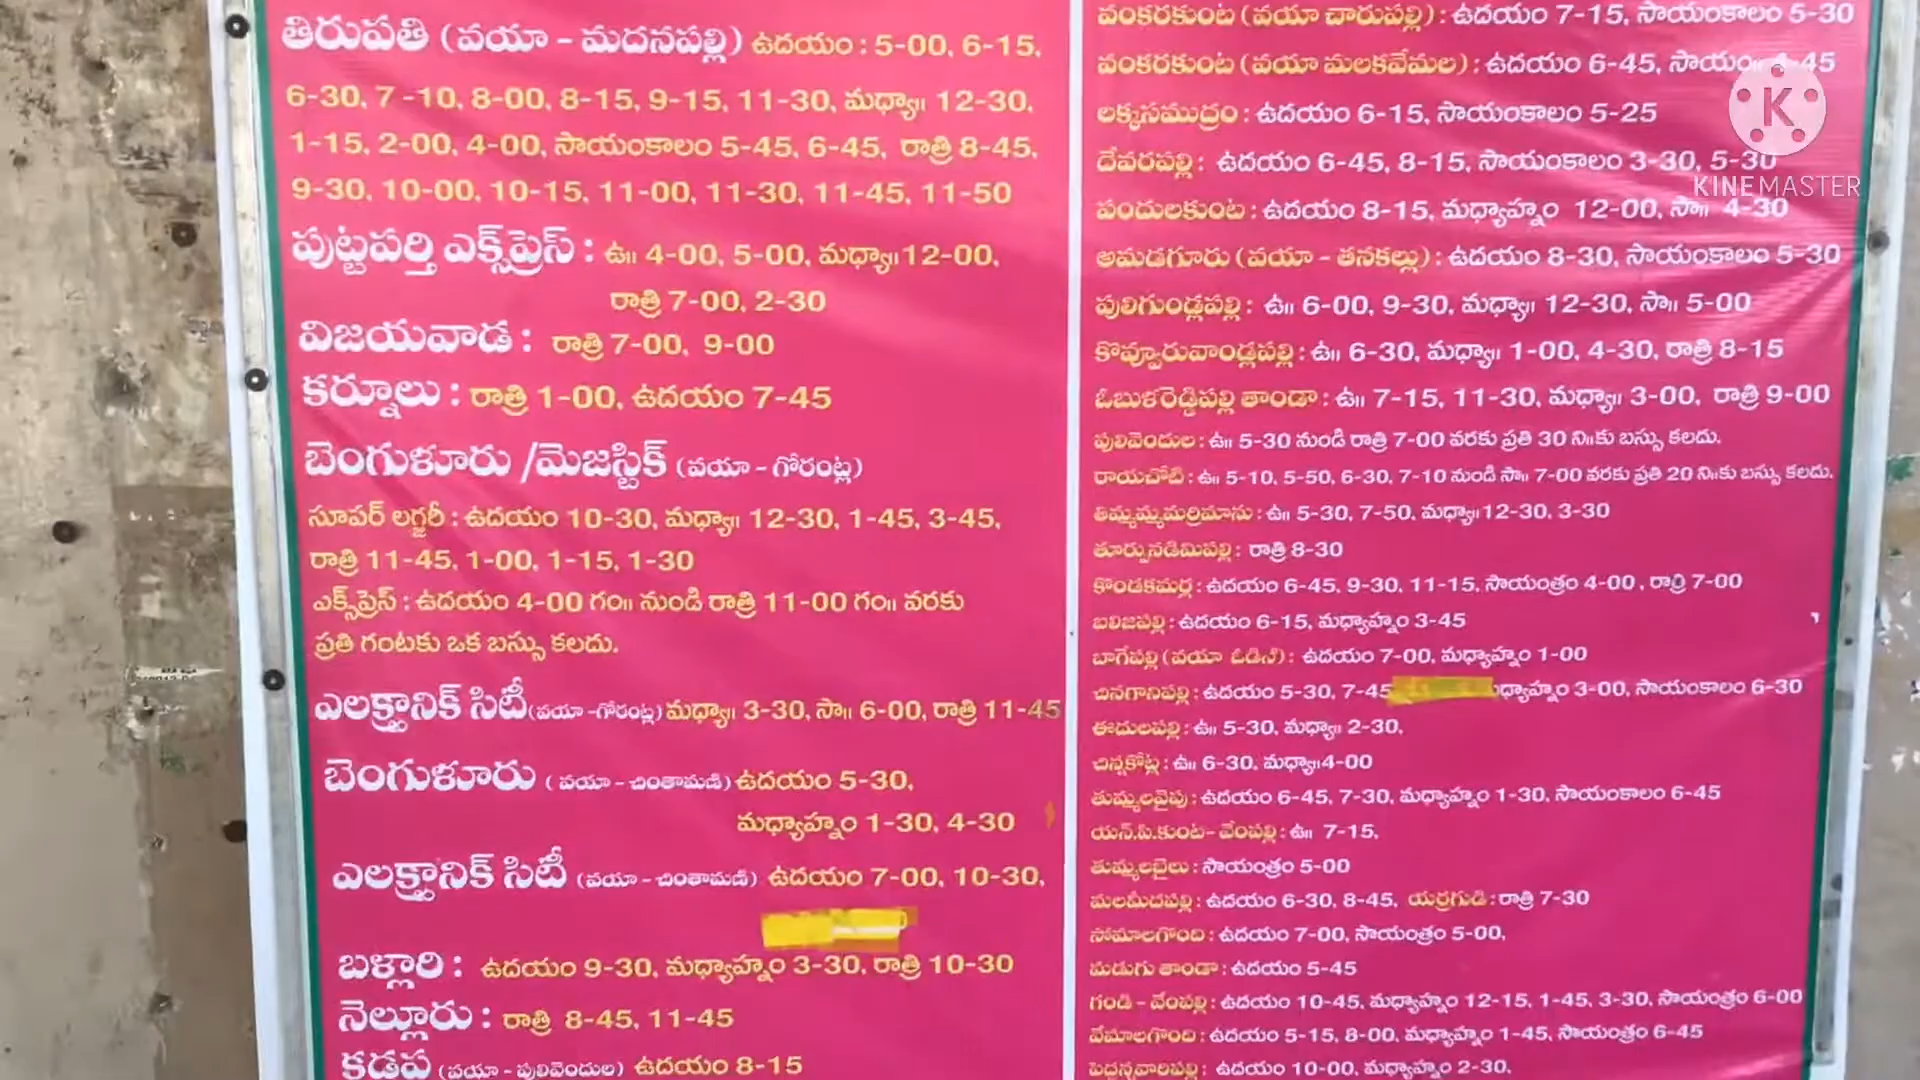 తిరుపతి (వయా - మదనపల్లి) ఉదయం : 5-00, 6-15,
6-30, 7 -10, 8-00, 8-15, 9-15, 11-30, మధ్యా॥ 12-30,
1-15, 2-00, 4-00, సాయంకాలం 5-45, 6-45, రాత్రి 8-45,
9-30, 10-00, 10-15, 11-00, 11-30, 11-45, 11-50
పుట్టపర్తి ఎక్స్‌ప్రెస్ : ఉ॥ 4-00, 5-00, మధ్యా॥ 12-00,
రాత్రి 7-00, 2-30
విజయవాడ : రాత్రి 7-00, 9-00
కర్నూలు : రాత్రి 1-00, ఉదయం 7-45
బెంగుళూరు /మెజస్టిక్ (వయా - గోరంట్ల)
సూపర్ లగ్జరీ : ఉదయం 10-30, మధ్యా॥ 12-30, 1-45, 3-45,
రాత్రి 11-45, 1-00, 1-15, 1-30
ఎక్స్‌ప్రెస్ : ఉదయం 4-00 గం॥ నుండి రాత్రి 11-00 గం॥ వరకు
ప్రతి గంటకు ఒక బస్సు కలదు.
ఎలక్ట్రానిక్ సిటీ (వయా -గోరంట్ల) మధ్యా॥ 3-30, సా॥ 6-00, రాత్రి 11-45
బెంగుళూరు ( వయా - చింతామణి) ఉదయం 5-30,
మధ్యాహ్నం 1-30, 4-30
ఎలక్ట్రానిక్ సిటీ (వయా - చింతామణి) ఉదయం 7-00, 10-30,
బళ్లారి : ఉదయం 9-30, మధ్యాహ్నం 3-30, రాత్రి 10-30
నెల్లూరు : రాత్రి 8-45, 11-45
కడప (వయా - పులివెందుల) ఉదయం 8-15
వంకరకుంట (వయా చారుపల్లి) : ఉదయం 7-15, సాయంకాలం 5-30
వంకరకుంట (వయా మలకవేమల) : ఉదయం 6-45, సాయం॥ 4-45
లక్కసముద్రం : ఉదయం 6-15, సాయంకాలం 5-25
దేవరపల్లి : ఉదయం 6-45, 8-15, సాయంకాలం 3-30, 5-30
పందులకుంట : ఉదయం 8-15, మధ్యాహ్నం 12-00, సా॥ 4-30
అమడగూరు (వయా - తనకల్లు) : ఉదయం 8-30, సాయంకాలం 5-30
పులిగుండ్లపల్లి : ఉ॥ 6-00, 9-30, మధ్యా॥ 12-30, సా॥ 5-00
కొవ్వూరువాండ్లపల్లి : ఉ॥ 6-30, మధ్యా॥ 1-00, 4-30, రాత్రి 8-15
ఓబుళరెడ్డిపల్లి తాండా : ఉ॥ 7-15, 11-30, మధ్యా॥ 3-00, రాత్రి 9-00
పులివెందుల : ఉ॥ 5-30 నుండి రాత్రి 7-00 వరకు ప్రతి 30 ని॥కు బస్సు కలదు.
రాయచోటి : ఉ॥ 5-10, 5-50, 6-30, 7-10 నుండి సా॥ 7-00 వరకు ప్రతి 20 ని॥కు బస్సు కలదు.
తిమ్మమ్మమర్రిమాను : ఉ॥ 5-30, 7-50, మధ్యా॥12-30, 3-30
తూర్పునడిమిపల్లి : రాత్రి 8-30
కొండకమర్ల : ఉదయం 6-45, 9-30, 11-15, సాయంత్రం 4-00 , రాత్రి 7-00
బలిజపల్లి : ఉదయం 6-15, మధ్యాహ్నం 3-45
బాగేపల్లి (వయా ఓడిసి) : ఉదయం 7-00, మధ్యాహ్నం 1-00
చినగానిపల్లి : ఉదయం 5-30, 7-45 మధ్యాహ్నం 3-00, సాయంకాలం 6-30
ఈదులపల్లి : ఉ॥ 5-30, మధ్యా॥ 2-30,
చిన్నకోట్ల : ఉ॥ 6-30, మధ్యా॥4-00
తుమ్మలవైపు : ఉదయం 6-45, 7-30, మధ్యాహ్నం 1-30, సాయంకాలం 6-45
యన్.పి.కుంట- వేంపల్లి : ఉ॥ 7-15,
తుమ్మలబైలు : సాయంత్రం 5-00
మలమీదపల్లి : ఉదయం 6-30, 8-45, యర్రగుడి : రాత్రి 7-30
సోమాలగొంది : ఉదయం 7-00, సాయంత్రం 5-00,
మడుగు తాండా : ఉదయం 5-45
గండి - వేంపల్లి : ఉదయం 10-45, మధ్యాహ్నం 12-15, 1-45, 3-30, సాయంత్రం 6-00
వేమాలగొంది : ఉదయం 5-15, 8-00, మధ్యాహ్నం 1-45, సాయంత్రం 6-45
పెద్దన్నవారిపల్లి : ఉదయం 10-00, మధ్యాహ్నం 2-30,
KINEMASTER